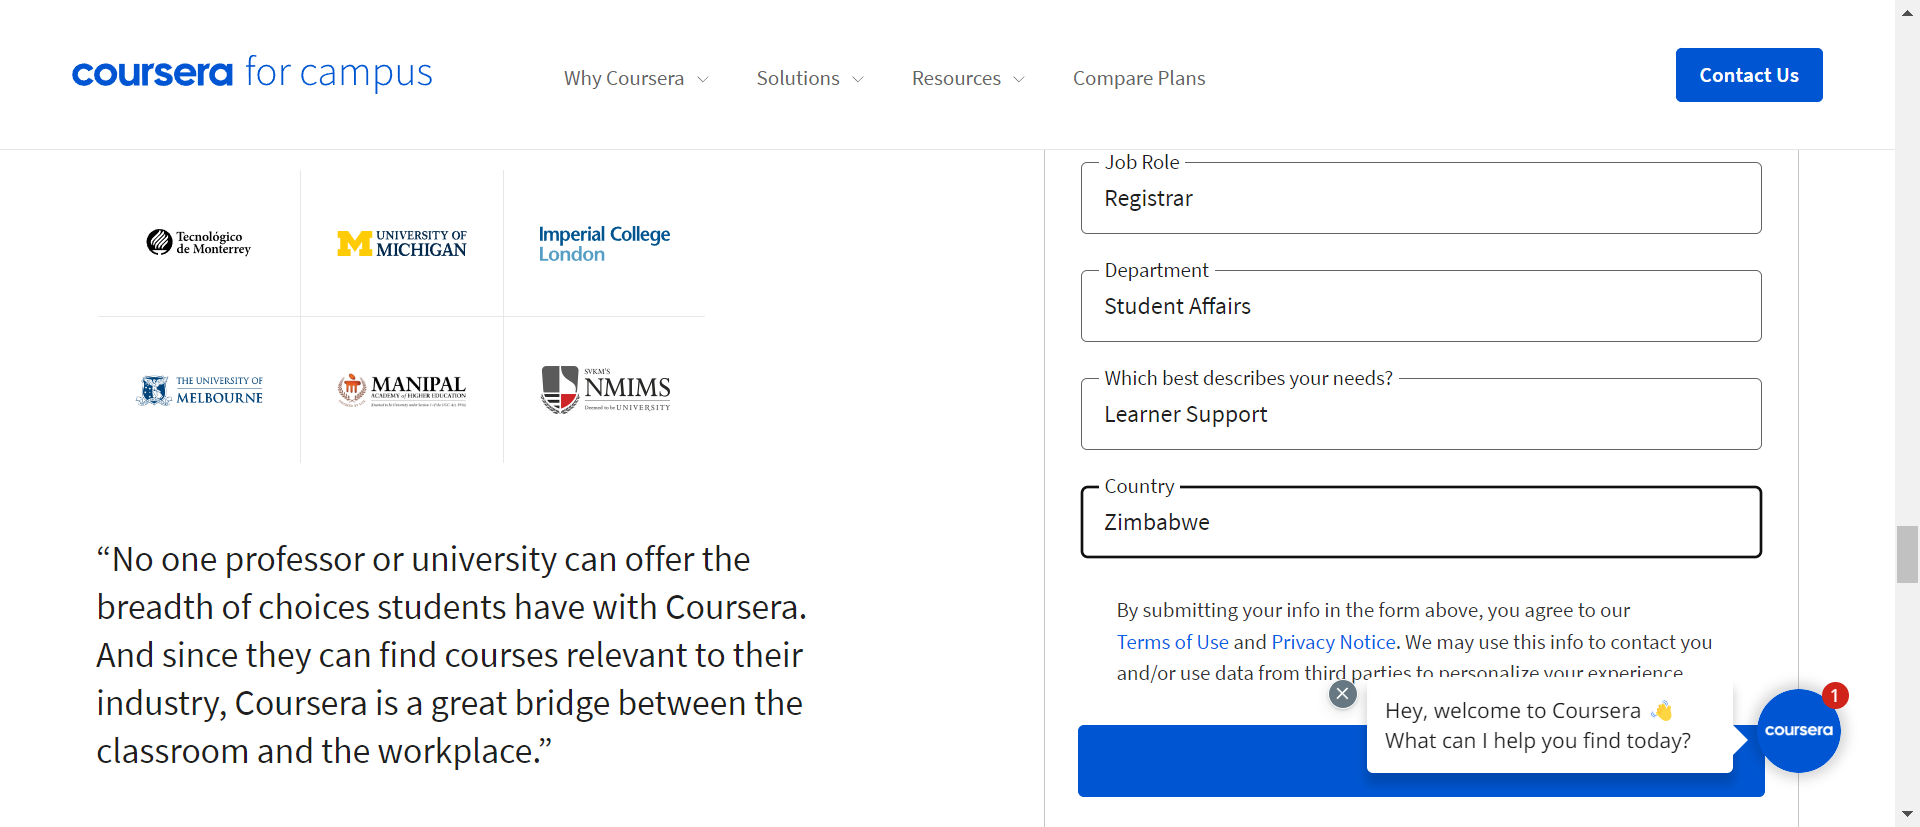 coursera for campus
Why Coursera
Solutions
Resources
Compare Plans
Contact Us
Tecnológico
de Monterrey
UNIVERSITY OF
MICHIGAN
Imperial College
London
THE UNIVERSITY OF
MELBOURNE
MANIPAL
ACADEMY of HIGHER EDUCATION
SVKM'S
NMIMS
Deemed to be UNIVERSITY
“No one professor or university can offer the
breadth of choices students have with Coursera.
And since they can find courses relevant to their
industry, Coursera is a great bridge between the
classroom and the workplace.”
Job Role
Registrar
Department
Student Affairs
Which best describes your needs?
Learner Support
Country
Zimbabwe
By submitting your info in the form above, you agree to our
Terms of Use and Privacy Notice. We may use this info to contact you
and/or use data from third parties to personalize your experience
Hey, welcome to Coursera 👋
What can I help you find today?
coursera
1